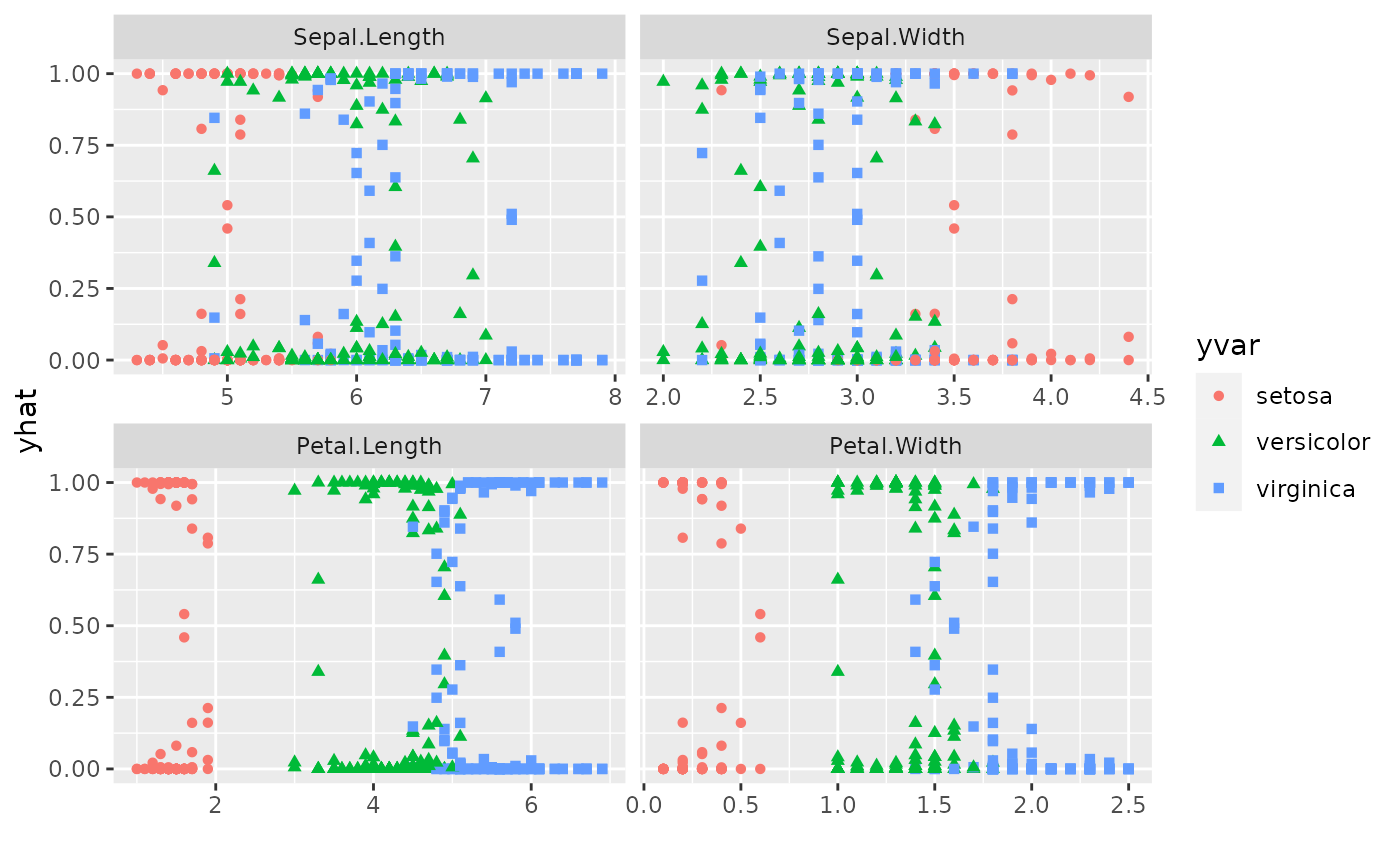 Sepal.Length Sepal.Width
1.00
0.75
0.50
0.25
0.00
5 6 7 8 2.0 2.5 3.0 3.5 4.0 4.5
yhat
Petal.Length Petal.Width
1.00
0.75
0.50
0.25
0.00
2 4 6 0.0 0.5 1.0 1.5 2.0 2.5
yvar
setosa
versicolor
virginica